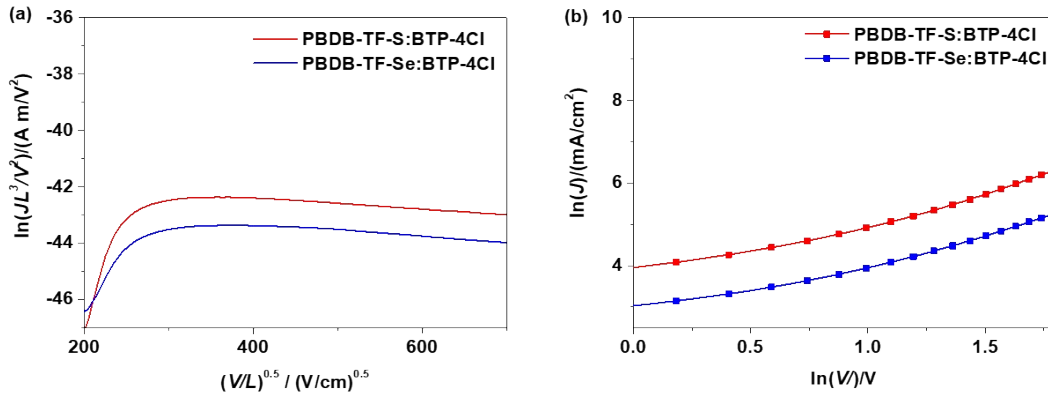 (a)
PBDB-TF-S:BTP-4Cl
PBDB-TF-Se:BTP-4Cl
ln(JL³/V²)/(A m/V²)
-36
-38
-40
-42
-44
-46
200
400
600
(V/L)^0.5 / (V/cm)^0.5
(b)
PBDB-TF-S:BTP-4Cl
PBDB-TF-Se:BTP-4Cl
ln(J)/(mA/cm²)
10
8
6
4
0.0
0.5
1.0
1.5
ln(V)/V